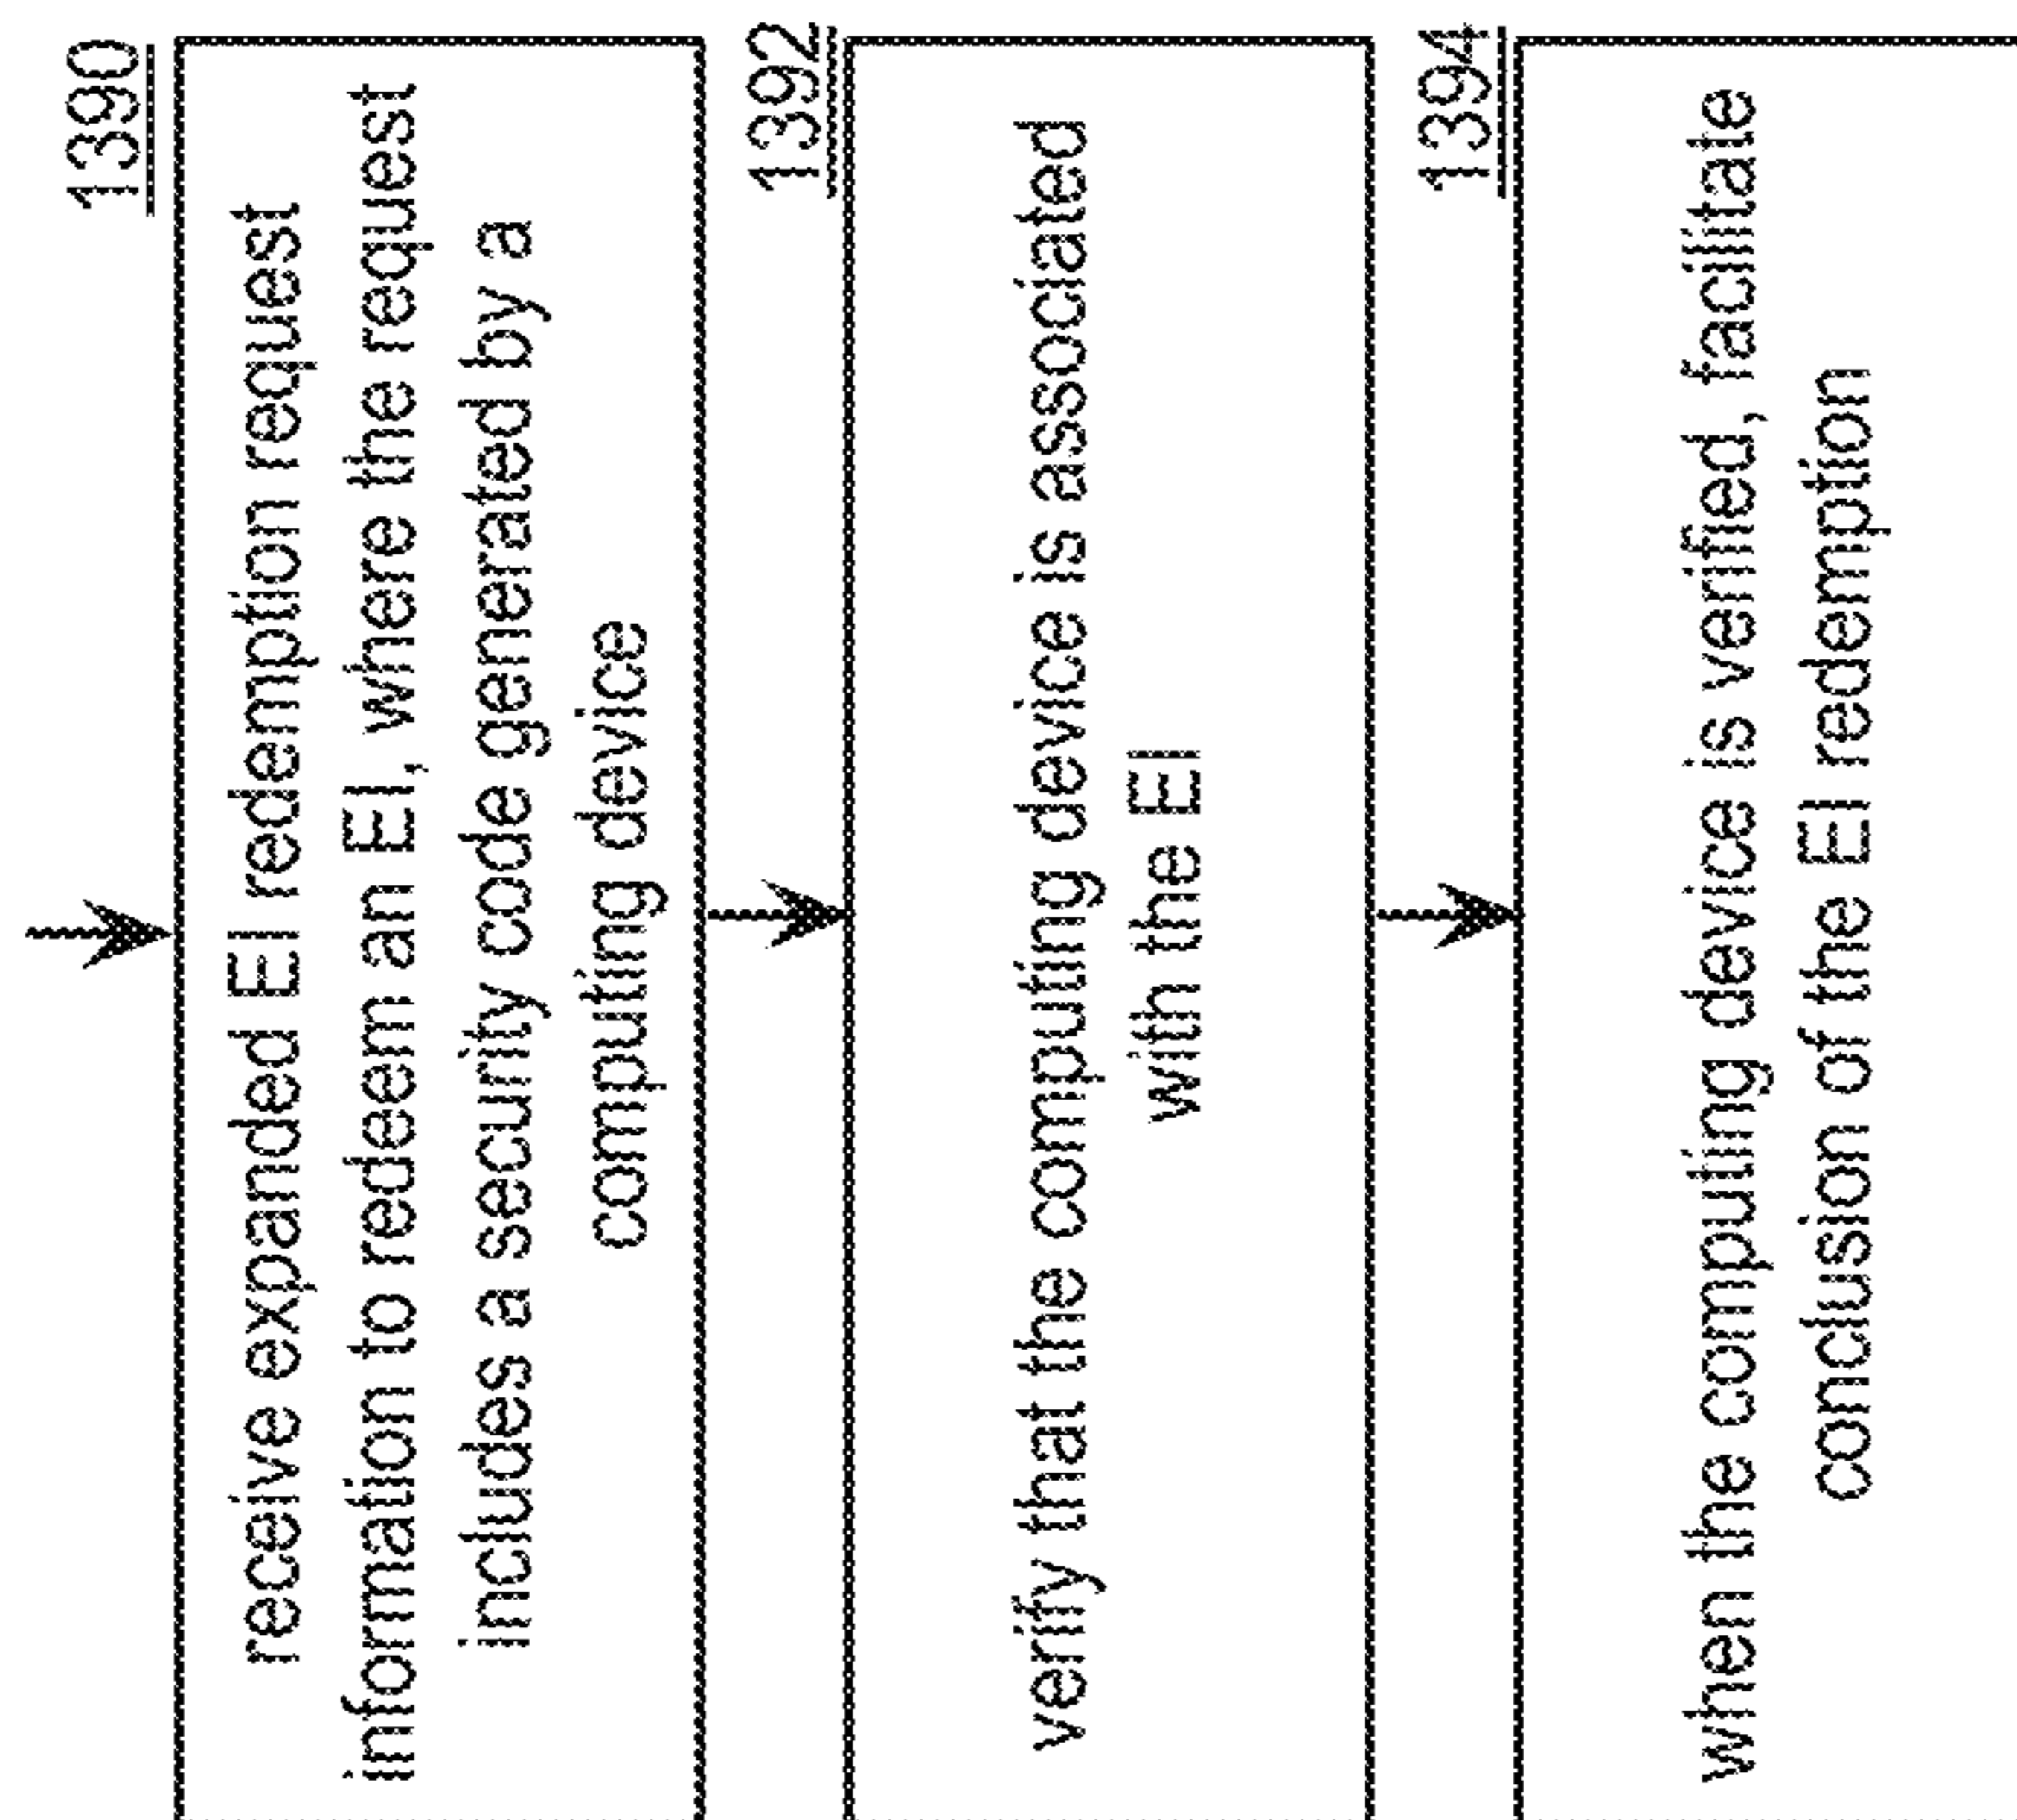 1390
receive expanded EI redemption request
information to redeem an EI, where the request
includes a security code generated by a
computing device
1392
verify that the computing device is associated
with the EI
1394
when the computing device is verified, facilitate
conclusion of the EI redemption